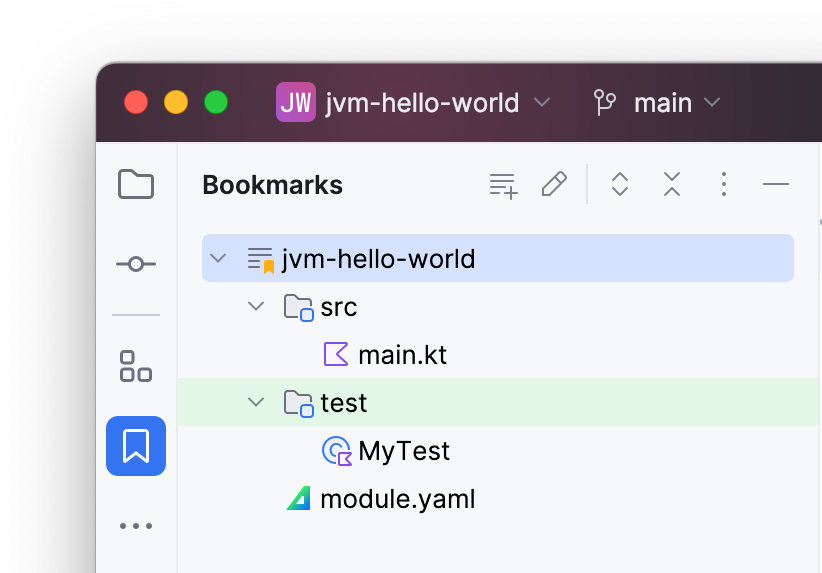 JW jvm-hello-world main
Bookmarks
jvm-hello-world
src
main.kt
test
MyTest
module.yaml